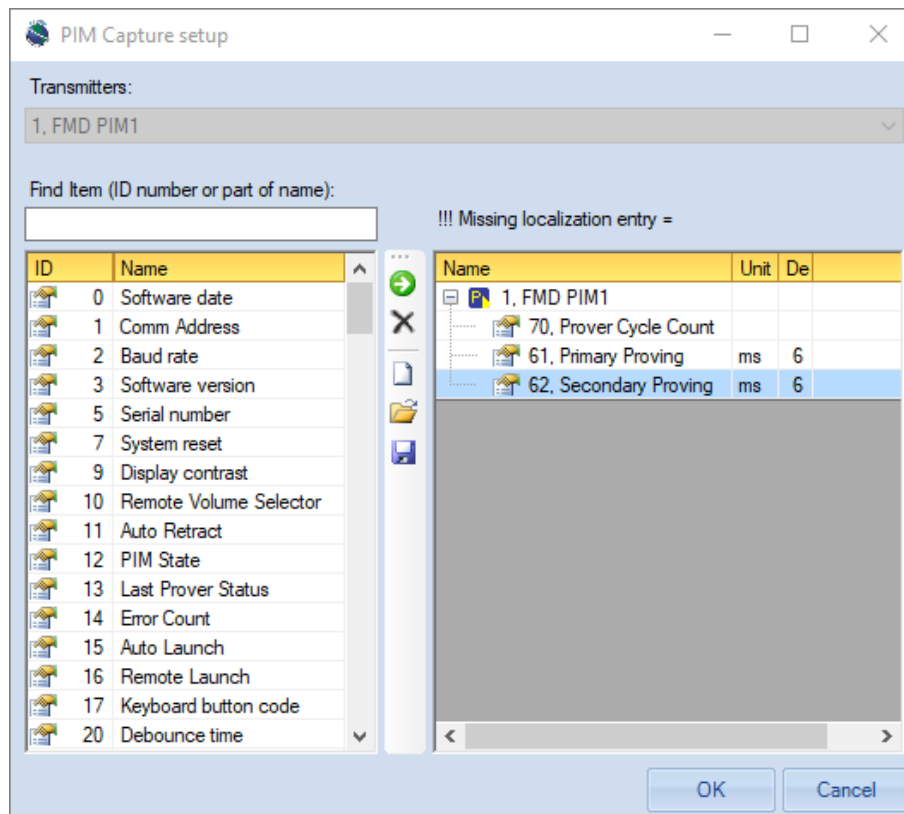 PIM Capture setup
Transmitters:
1, FMD PIM1
Find Item (ID number or part of name):
!!! Missing localization entry =
ID Name
0 Software date
1 Comm Address
2 Baud rate
3 Software version
5 Serial number
7 System reset
9 Display contrast
10 Remote Volume Selector
11 Auto Retract
12 PIM State
13 Last Prover Status
14 Error Count
15 Auto Launch
16 Remote Launch
17 Keyboard button code
20 Debounce time
Name Unit De
1, FMD PIM1
70, Prover Cycle Count
61, Primary Proving ms 6
62, Secondary Proving ms 6
OK Cancel